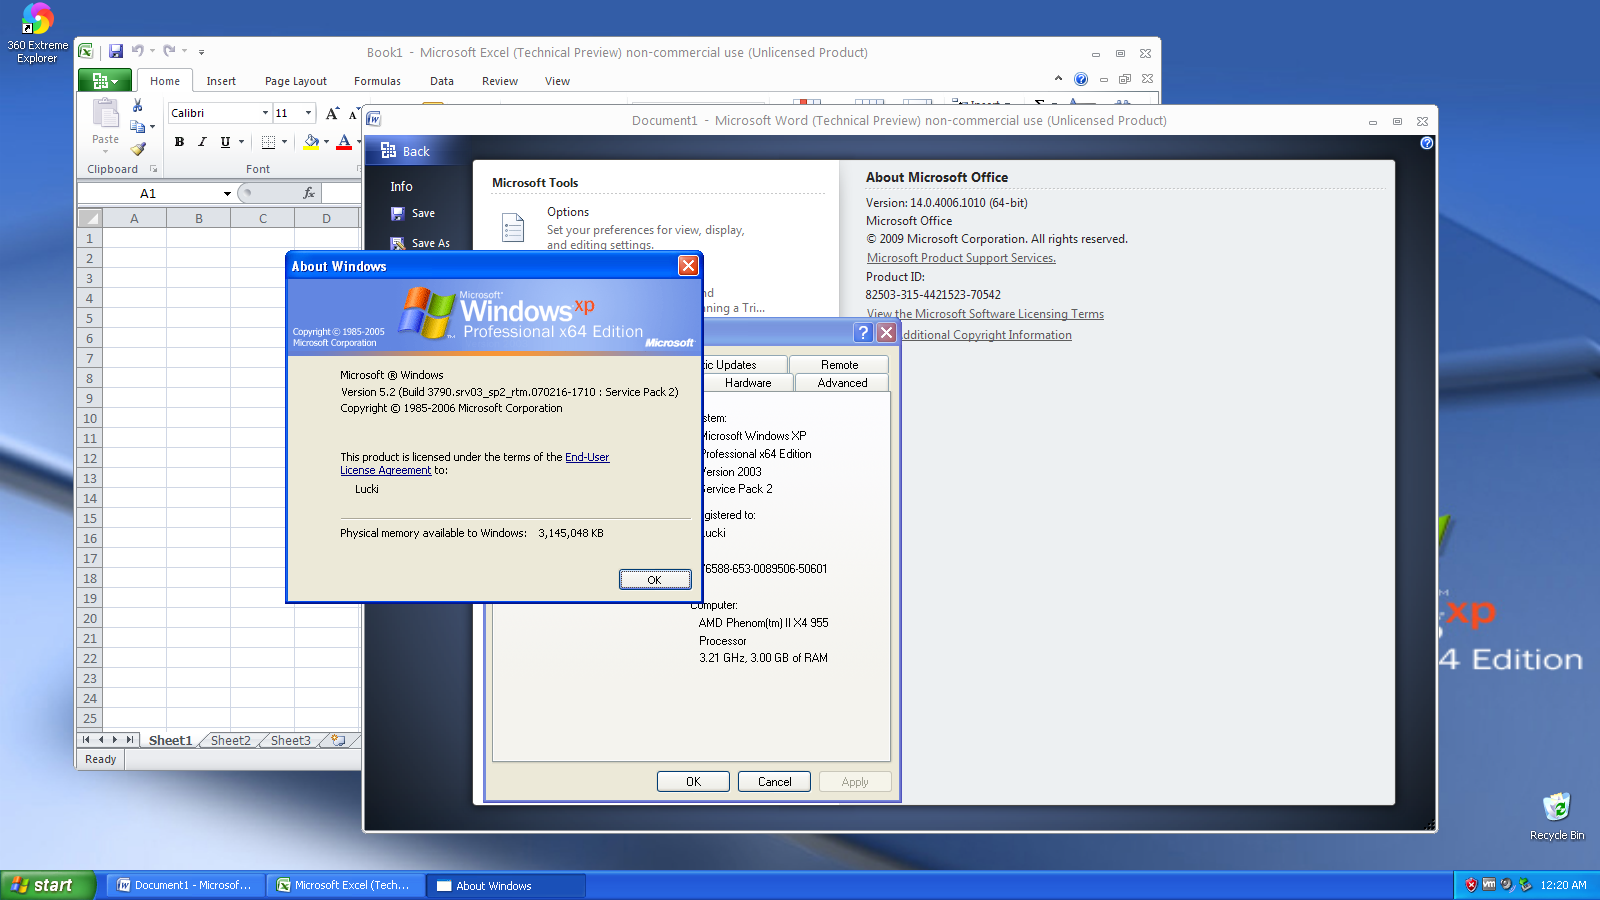 360 Extreme
Explorer
Book1 - Microsoft Excel (Technical Preview) non-commercial use (Unlicensed Product)
Home Insert Page Layout Formulas Data Review View
Calibri 11 A A
Paste
B I U A
Clipboard Font
A1 fx
A B C D
1
2
3
4
5
6
7
8
9
10
11
12
13
14
15
16
17
18
19
20
21
22
23
24
25
Sheet1 Sheet2 Sheet3
Ready
Document1 - Microsoft Word (Technical Preview) non-commercial use (Unlicensed Product)
Back
Info
Save
Save As
Microsoft Tools
Options
Set your preferences for view, display,
and editing settings.
nd
ning a Tri...
About Microsoft Office
Version: 14.0.4006.1010 (64-bit)
Microsoft Office
© 2009 Microsoft Corporation. All rights reserved.
Microsoft Product Support Services.
Product ID:
82503-315-4421523-70542
View the Microsoft Software Licensing Terms
dditional Copyright Information
About Windows
Microsoft®
Windows xp
Professional x64 Edition
Copyright © 1985-2005
Microsoft Corporation
Microsoft
Microsoft ® Windows
Version 5.2 (Build 3790.srv03_sp2_rtm.070216-1710 : Service Pack 2)
Copyright © 1985-2006 Microsoft Corporation
This product is licensed under the terms of the End-User
License Agreement to:
Lucki
Physical memory available to Windows: 3,145,048 KB
OK
tic Updates Remote
Hardware Advanced
stem:
Microsoft Windows XP
Professional x64 Edition
Version 2003
Service Pack 2
gistered to:
Lucki
76588-653-0089506-50601
Computer:
AMD Phenom(tm) II X4 955
Processor
3.21 GHz, 3.00 GB of RAM
OK Cancel Apply
xp
4 Edition
Recycle Bin
start
Document1 - Microsof...
Microsoft Excel (Tech...
About Windows
12:20 AM